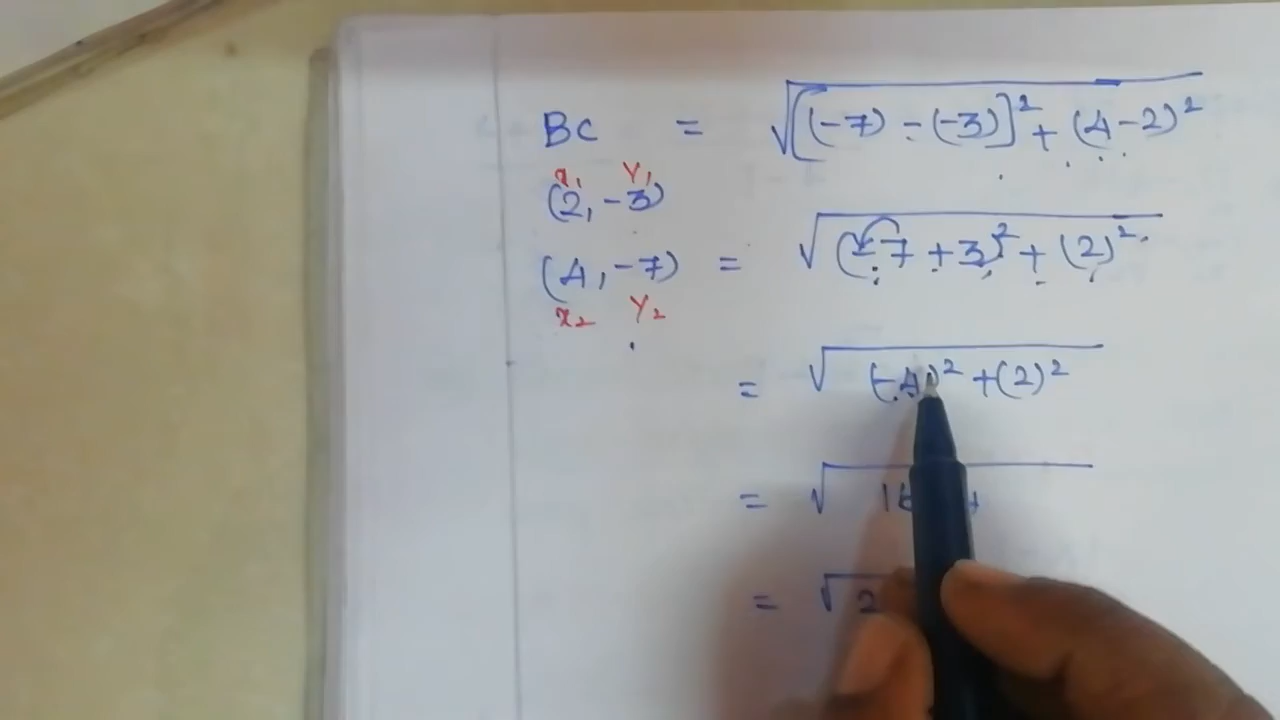 BC = √[(-7) - (-3)]² + (4-2)²
x₁ y₁
(2, -3)
(4, -7) = √(-7 + 3)² + (2)²
x₂ y₂
= √(-4)² + (2)²
= √16
= √2